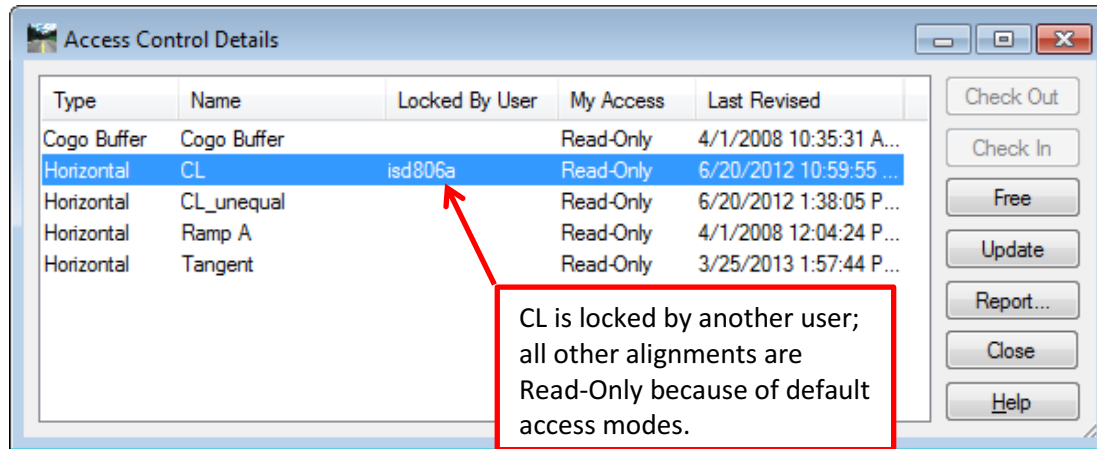 Access Control Details
Type Name Locked By User My Access Last Revised
Cogo Buffer Cogo Buffer Read-Only 4/1/2008 10:35:31 A...
Horizontal CL isd806a Read-Only 6/20/2012 10:59:55 ...
Horizontal CL_unequal Read-Only 6/20/2012 1:38:05 P...
Horizontal Ramp A Read-Only 4/1/2008 12:04:24 P...
Horizontal Tangent Read-Only 3/25/2013 1:57:44 P...
CL is locked by another user;
all other alignments are
Read-Only because of default
access modes.
Check Out
Check In
Free
Update
Report...
Close
Help